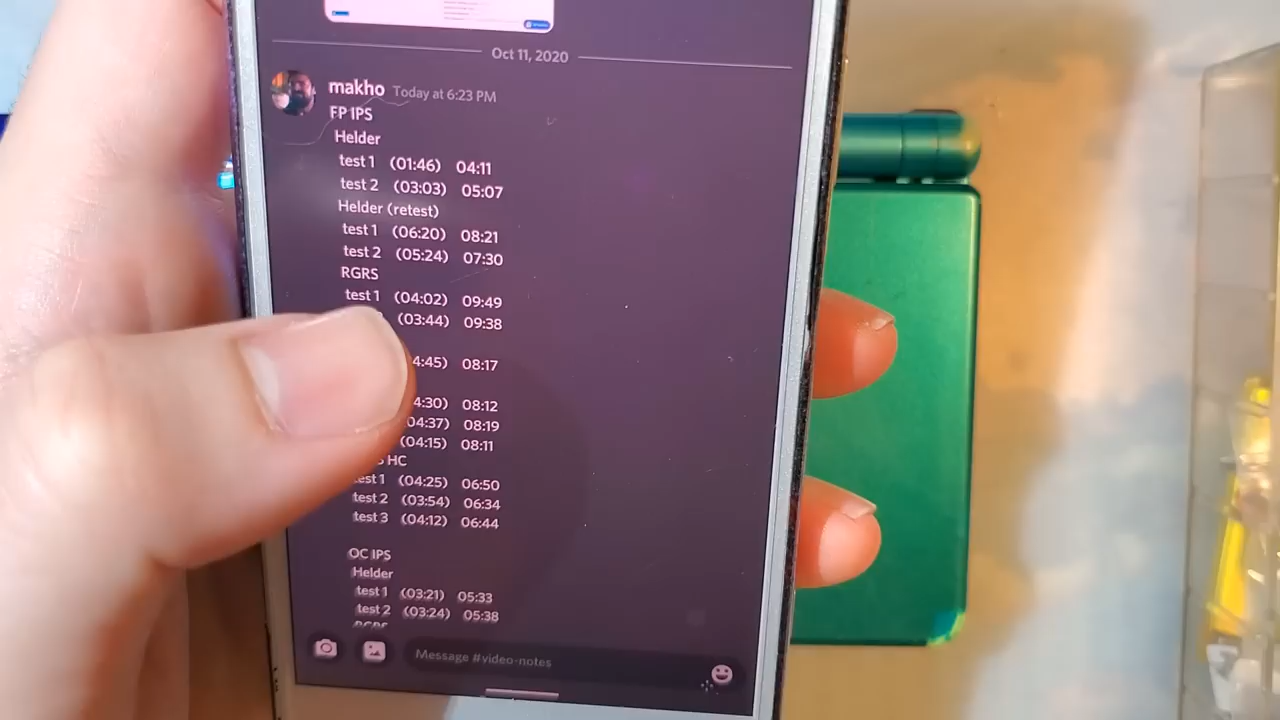 Oct 11, 2020
makho Today at 6:23 PM
FP IPS
Helder
test 1 (01:46) 04:11
test 2 (03:03) 05:07
Helder (retest)
test 1 (06:20) 08:21
test 2 (05:24) 07:30
RGRS
test 1 (04:02) 09:49
(03:44) 09:38
4:45) 08:17
4:30) 08:12
04:37) 08:19
(04:15) 08:11
HC
test 1 (04:25) 06:50
test 2 (03:54) 06:34
test 3 (04:12) 06:44
OC IPS
Helder
test 1 (03:21) 05:33
test 2 (03:24) 05:38
Message #video-notes